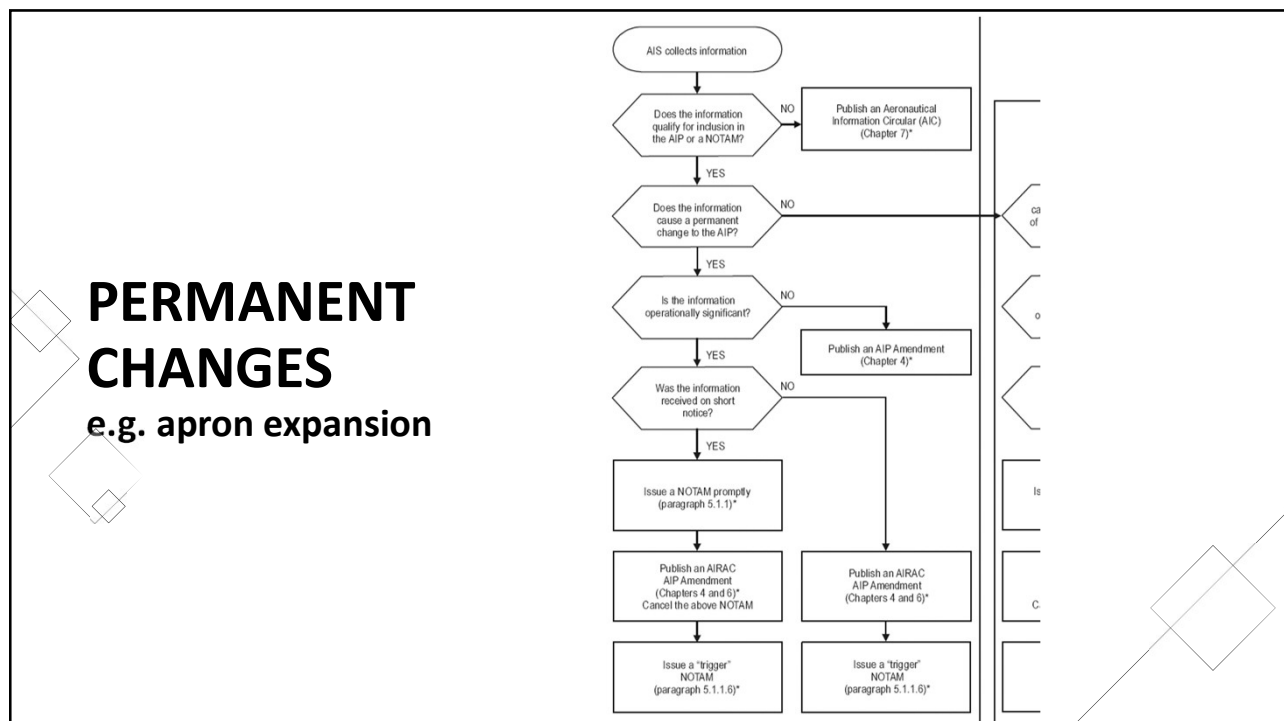 PERMANENT
CHANGES
e.g. apron expansion
AIS collects information
Does the information
qualify for inclusion in
the AIP or a NOTAM?
NO
Publish an Aeronautical
Information Circular (AIC)
(Chapter 7)*
YES
Does the information
cause a permanent
change to the AIP?
NO
ca
of
YES
Is the information
operationally significant?
NO
o
Publish an AIP Amendment
(Chapter 4)*
YES
Was the information
received on short
notice?
NO
YES
Issue a NOTAM promptly
(paragraph 5.1.1)*
Is
Publish an AIRAC
AIP Amendment
(Chapters 4 and 6)*
Cancel the above NOTAM
Publish an AIRAC
AIP Amendment
(Chapters 4 and 6)*
Issue a "trigger"
NOTAM
(paragraph 5.1.1.6)*
Issue a "trigger"
NOTAM
(paragraph 5.1.1.6)*